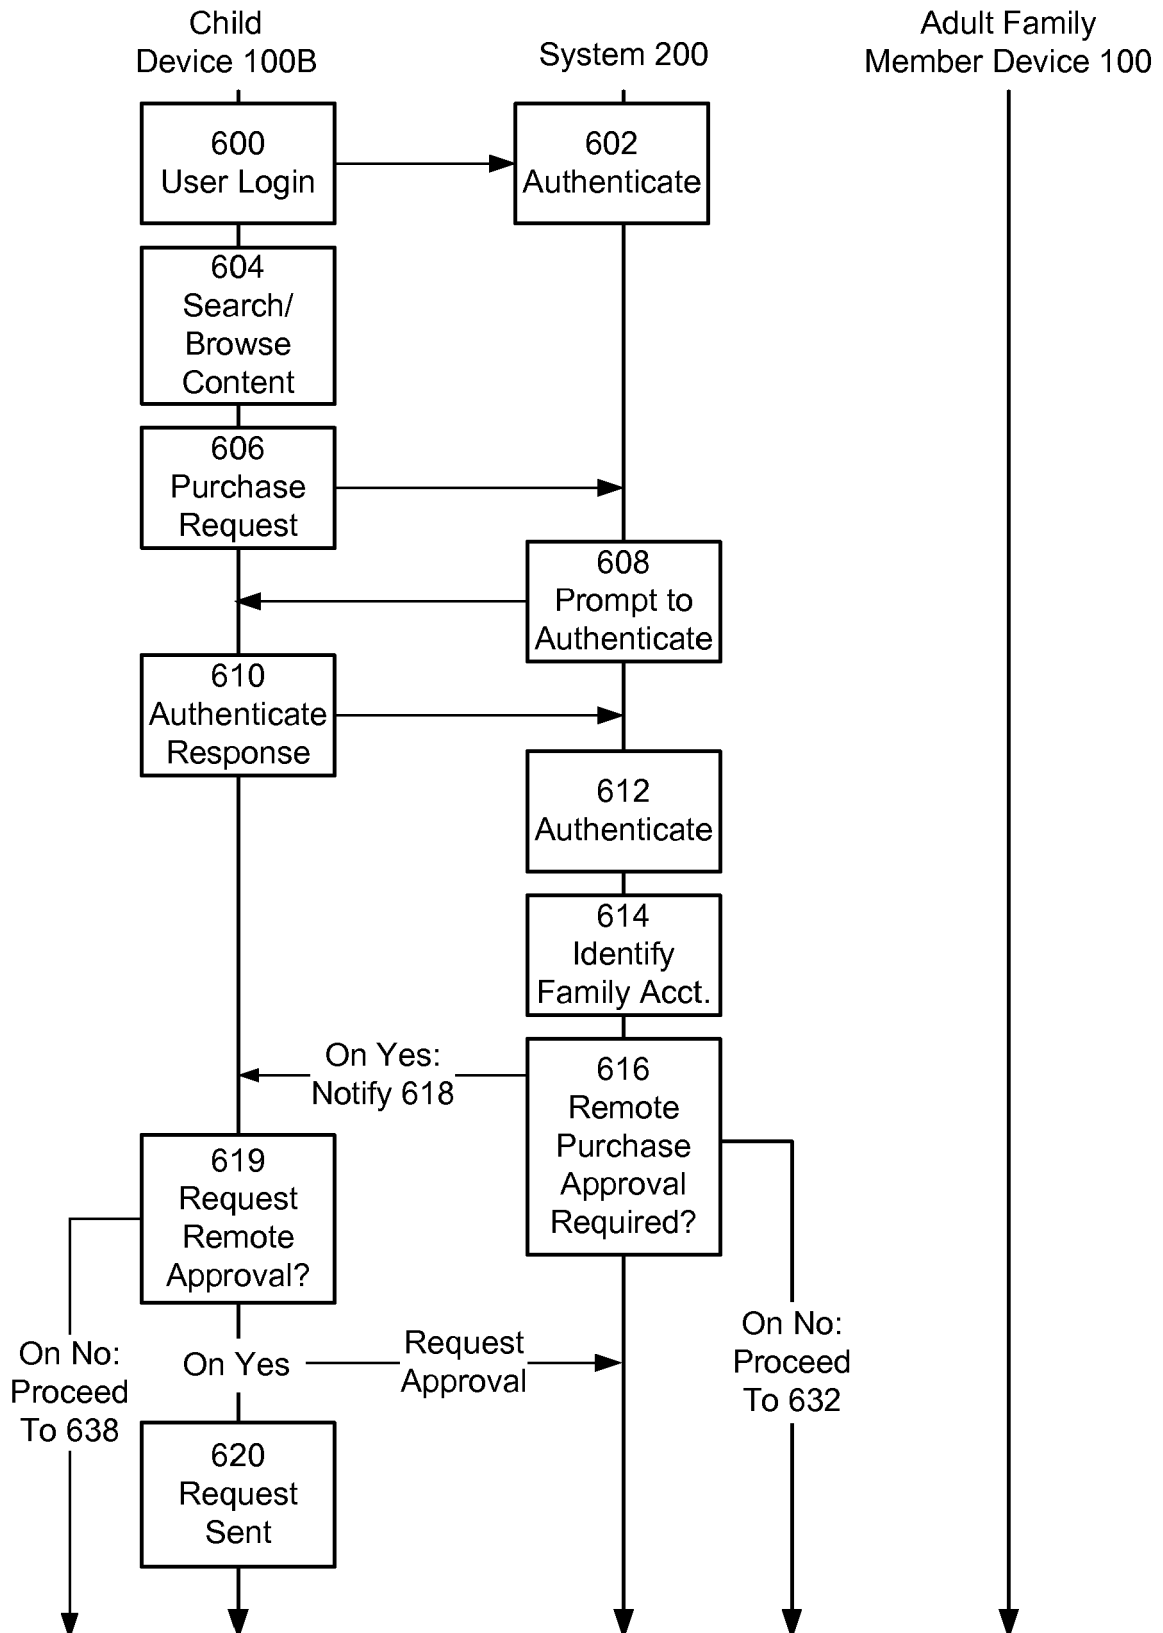 Child
Device 100B
System 200
Adult Family
Member Device 100
600
User Login
602
Authenticate
604
Search/
Browse
Content
606
Purchase
Request
608
Prompt to
Authenticate
610
Authenticate
Response
612
Authenticate
614
Identify
Family Acct.
On Yes:
Notify 618
616
Remote
Purchase
Approval
Required?
619
Request
Remote
Approval?
On No:
Proceed
To 638
On Yes
Request
Approval
On No:
Proceed
To 632
620
Request
Sent